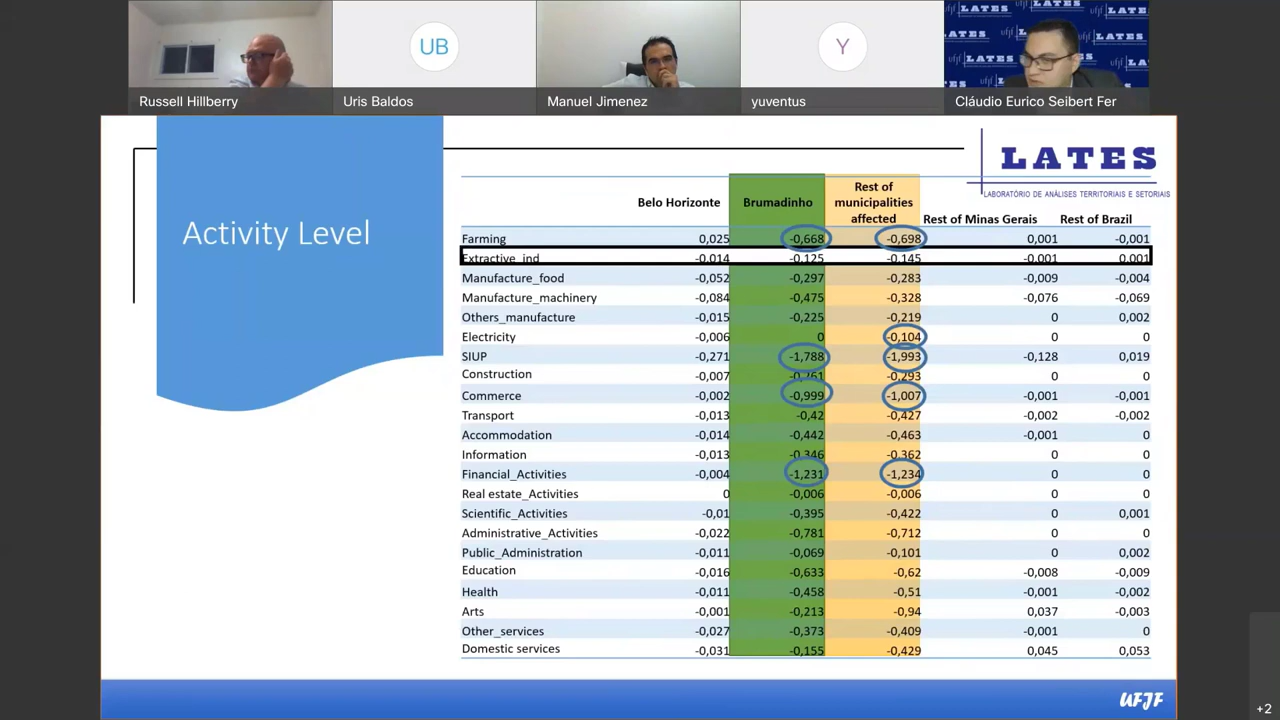 LATES
LATES
LATES
UB
Y
Russell Hillberry
Uris Baldos
Manuel Jimenez
yuventus
Cláudio Eurico Seibert Fer
LATES
LABORATÓRIO DE ANÁLISES TERRITORIAIS E SETORIAIS
Activity Level
Belo Horizonte Brumadinho Rest of municipalities affected Rest of Minas Gerais Rest of Brazil
Farming 0,025 -0,668 -0,698 0,001 -0,001
Extractive_ind -0,014 -0,125 -0,145 -0,001 0,001
Manufacture_food -0,052 -0,297 -0,283 -0,009 -0,004
Manufacture_machinery -0,084 -0,475 -0,328 -0,076 -0,069
Others_manufacture -0,015 -0,225 -0,219 0 0,002
Electricity -0,006 0 -0,104 0 0
SIUP -0,271 -1,788 -1,993 -0,128 0,019
Construction -0,007 -0,261 -0,293 0 0
Commerce -0,002 -0,999 -1,007 -0,001 -0,001
Transport -0,013 -0,42 -0,427 -0,002 -0,002
Accommodation -0,014 -0,442 -0,463 -0,001 0
Information -0,013 -0,346 -0,362 0 0
Financial_Activities -0,004 -1,231 -1,234 0 0
Real estate_Activities 0 -0,006 -0,006 0 0
Scientific_Activities -0,01 -0,395 -0,422 0 0,001
Administrative_Activities -0,022 -0,781 -0,712 0 0
Public_Administration -0,011 -0,069 -0,101 0 0,002
Education -0,016 -0,633 -0,62 -0,008 -0,009
Health -0,011 -0,458 -0,51 -0,001 -0,002
Arts -0,001 -0,213 -0,94 0,037 -0,003
Other_services -0,027 -0,373 -0,409 -0,001 0
Domestic services -0,031 -0,155 -0,429 0,045 0,053
UFJF
+2